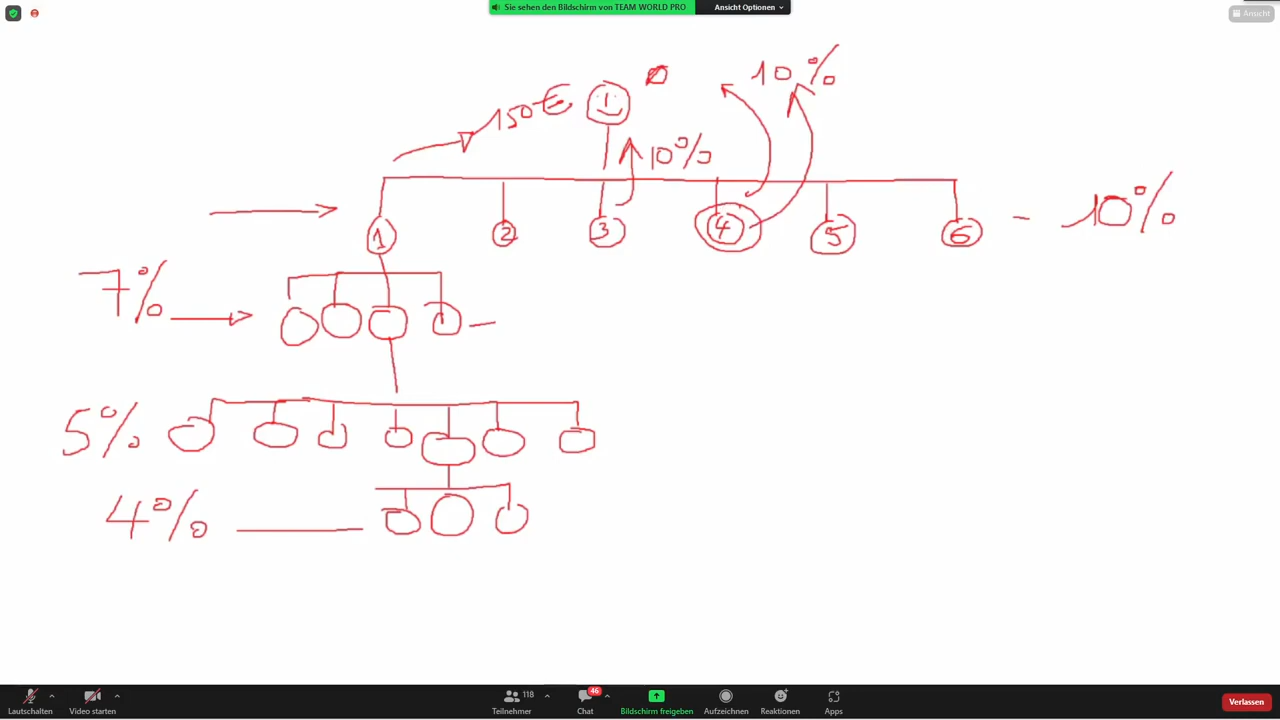 Sie sehen den Bildschirm von TEAM WORLD PRO
Ansicht Optionen
Ansicht
150 €
10%
10%
1
2
3
4
5
6
- 10%
7%
5%
4%
Lautschalten
Video starten
118
Teilnehmer
46
Chat
Bildschirm freigeben
Aufzeichnen
Reaktionen
Apps
Verlassen